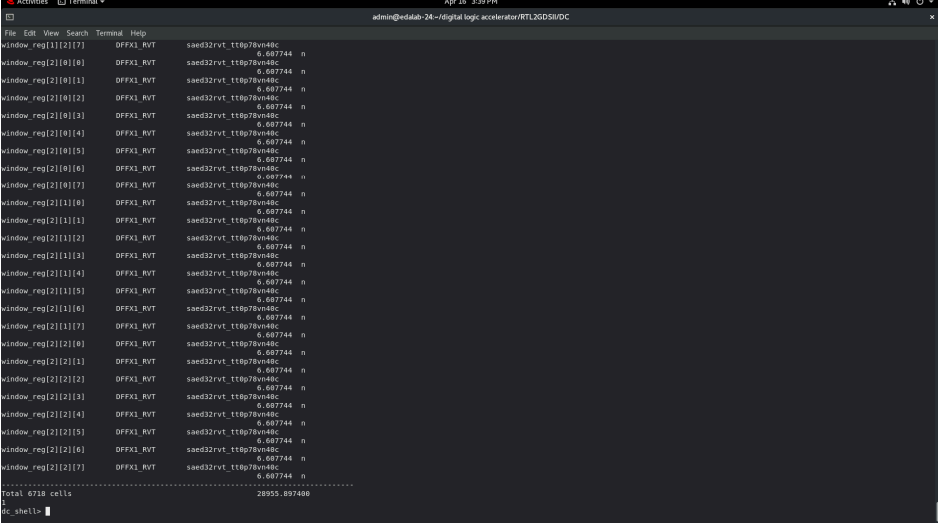 Activities Terminal Apr 16 3:39 PM
admin@edalab-24:~/digital logic accelerator/RTL2GDSII/DC
File Edit View Search Terminal Help
window_reg[1][2][7] DFFX1_RVT saed32rvt_tt0p78vn40c
6.607744 n
window_reg[2][0][0] DFFX1_RVT saed32rvt_tt0p78vn40c
6.607744 n
window_reg[2][0][1] DFFX1_RVT saed32rvt_tt0p78vn40c
6.607744 n
window_reg[2][0][2] DFFX1_RVT saed32rvt_tt0p78vn40c
6.607744 n
window_reg[2][0][3] DFFX1_RVT saed32rvt_tt0p78vn40c
6.607744 n
window_reg[2][0][4] DFFX1_RVT saed32rvt_tt0p78vn40c
6.607744 n
window_reg[2][0][5] DFFX1_RVT saed32rvt_tt0p78vn40c
6.607744 n
window_reg[2][0][6] DFFX1_RVT saed32rvt_tt0p78vn40c
6.607744 n
window_reg[2][0][7] DFFX1_RVT saed32rvt_tt0p78vn40c
6.607744 n
window_reg[2][1][0] DFFX1_RVT saed32rvt_tt0p78vn40c
6.607744 n
window_reg[2][1][1] DFFX1_RVT saed32rvt_tt0p78vn40c
6.607744 n
window_reg[2][1][2] DFFX1_RVT saed32rvt_tt0p78vn40c
6.607744 n
window_reg[2][1][3] DFFX1_RVT saed32rvt_tt0p78vn40c
6.607744 n
window_reg[2][1][4] DFFX1_RVT saed32rvt_tt0p78vn40c
6.607744 n
window_reg[2][1][5] DFFX1_RVT saed32rvt_tt0p78vn40c
6.607744 n
window_reg[2][1][6] DFFX1_RVT saed32rvt_tt0p78vn40c
6.607744 n
window_reg[2][1][7] DFFX1_RVT saed32rvt_tt0p78vn40c
6.607744 n
window_reg[2][2][0] DFFX1_RVT saed32rvt_tt0p78vn40c
6.607744 n
window_reg[2][2][1] DFFX1_RVT saed32rvt_tt0p78vn40c
6.607744 n
window_reg[2][2][2] DFFX1_RVT saed32rvt_tt0p78vn40c
6.607744 n
window_reg[2][2][3] DFFX1_RVT saed32rvt_tt0p78vn40c
6.607744 n
window_reg[2][2][4] DFFX1_RVT saed32rvt_tt0p78vn40c
6.607744 n
window_reg[2][2][5] DFFX1_RVT saed32rvt_tt0p78vn40c
6.607744 n
window_reg[2][2][6] DFFX1_RVT saed32rvt_tt0p78vn40c
6.607744 n
window_reg[2][2][7] DFFX1_RVT saed32rvt_tt0p78vn40c
6.607744 n
--------------------------------------------------------------------------------
Total 6718 cells 28955.897400
1
dc_shell>